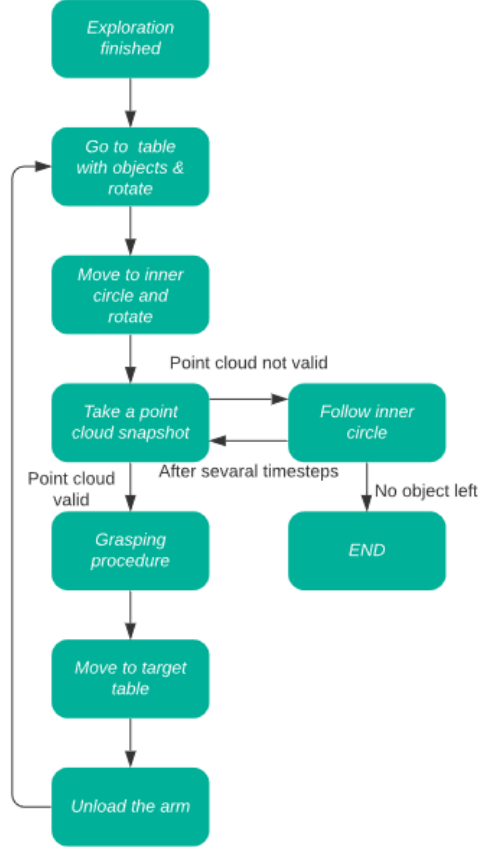 Exploration
finished
Go to table
with objects &
rotate
Move to inner
circle and
rotate
Point cloud not valid
Take a point
cloud snapshot
Follow inner
circle
After sevaral timesteps
Point cloud
valid
No object left
Grasping
procedure
END
Move to target
table
Unload the arm